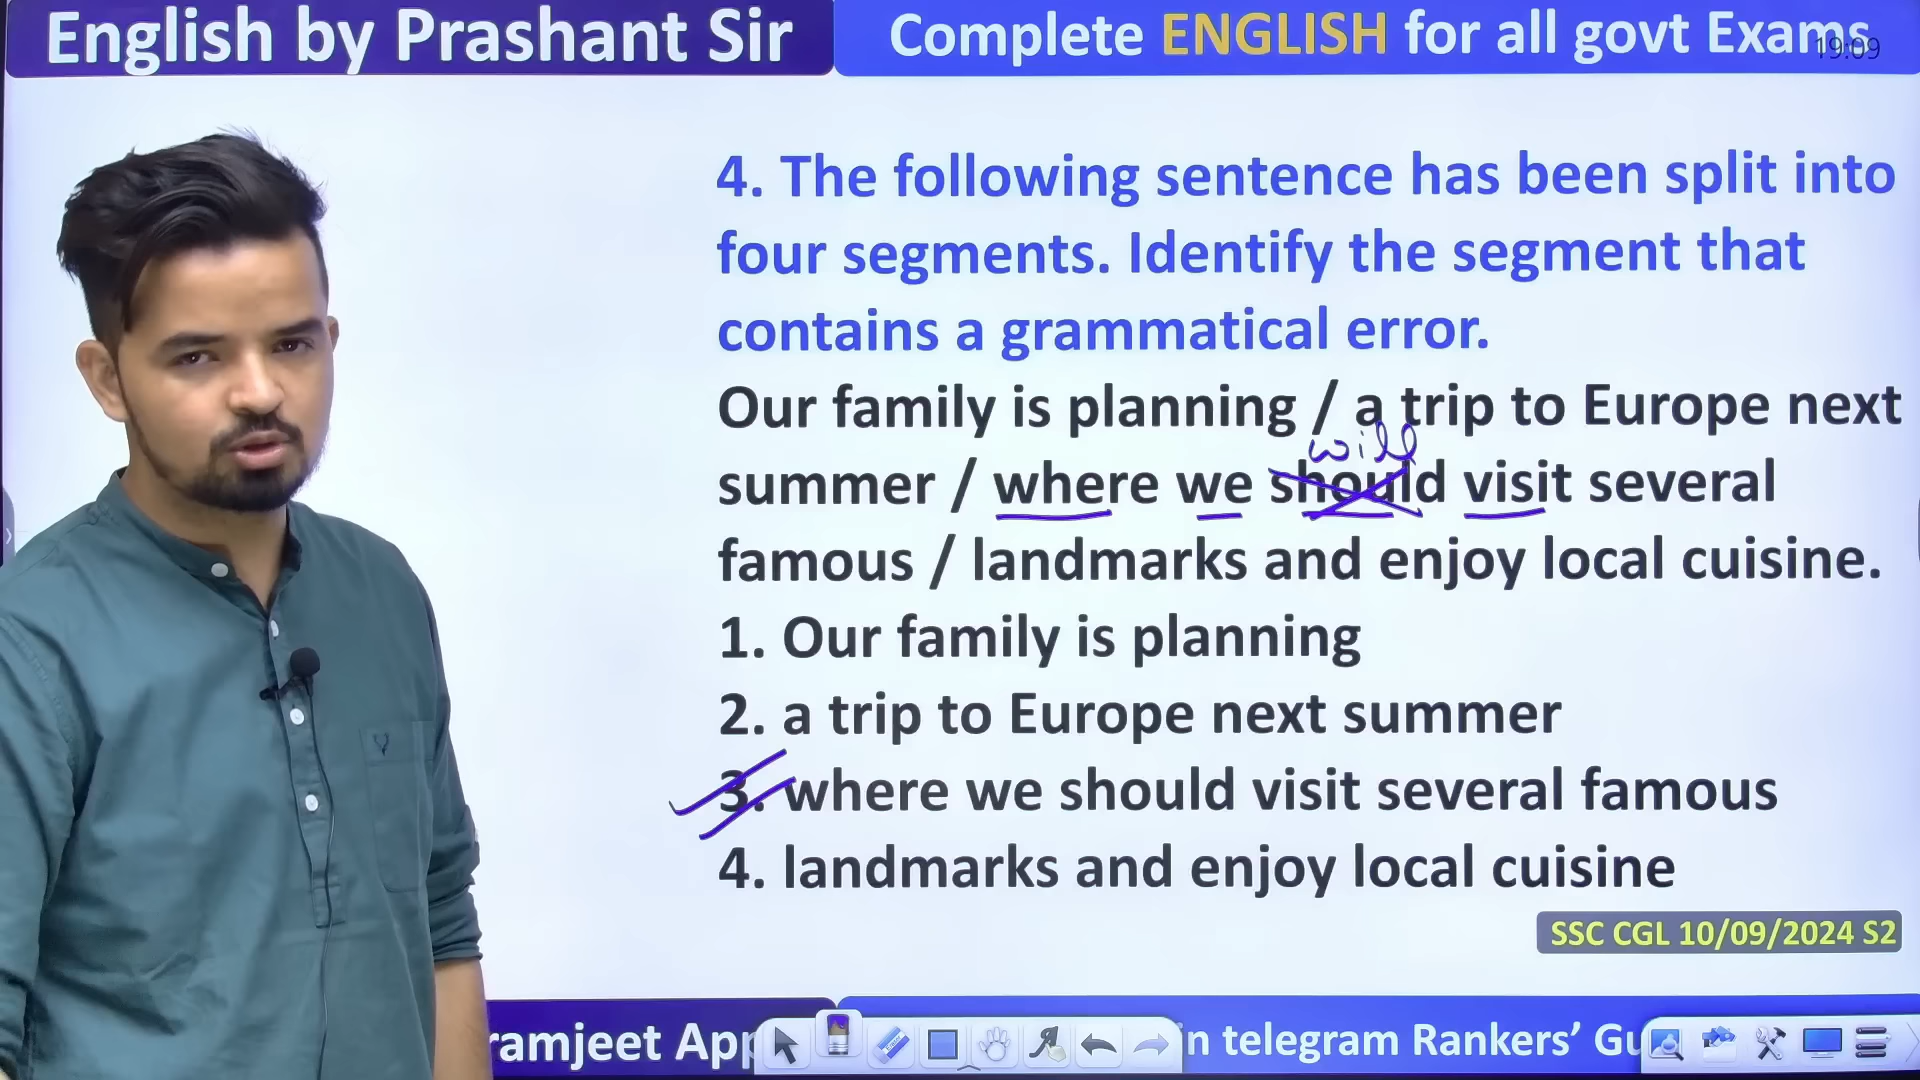 English by Prashant Sir
Complete ENGLISH for all govt Exams
19:09
4. The following sentence has been split into
four segments. Identify the segment that
contains a grammatical error.
Our family is planning / a trip to Europe next
will
summer / where we should visit several
famous / landmarks and enjoy local cuisine.
1. Our family is planning
2. a trip to Europe next summer
3. where we should visit several famous
4. landmarks and enjoy local cuisine
SSC CGL 10/09/2024 S2
ramjeet App
in telegram Rankers’ Gu